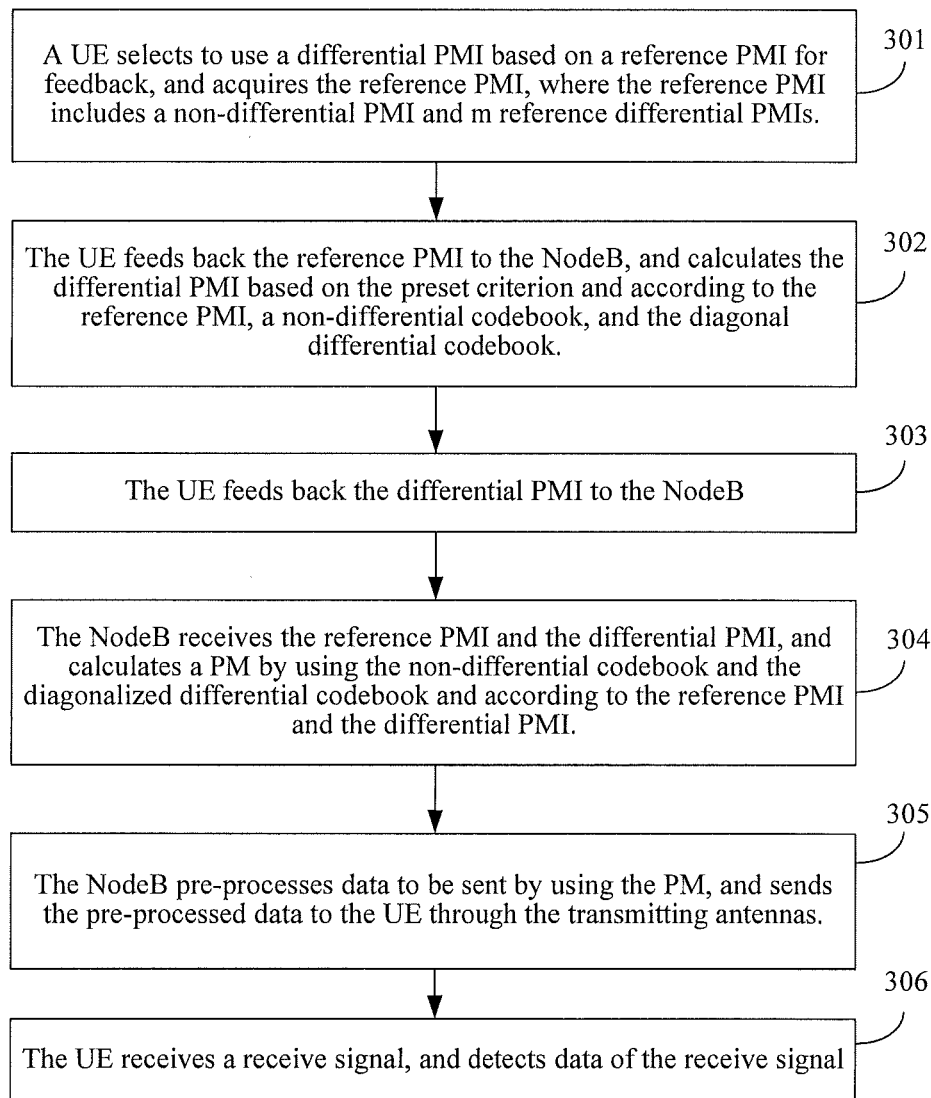 A UE selects to use a differential PMI based on a reference PMI for
feedback, and acquires the reference PMI, where the reference PMI
includes a non-differential PMI and m reference differential PMIs.
301
The UE feeds back the reference PMI to the NodeB, and calculates the
differential PMI based on the preset criterion and according to the
reference PMI, a non-differential codebook, and the diagonal
differential codebook.
302
The UE feeds back the differential PMI to the NodeB
303
The NodeB receives the reference PMI and the differential PMI, and
calculates a PM by using the non-differential codebook and the
diagonalized differential codebook and according to the reference PMI
and the differential PMI.
304
The NodeB pre-processes data to be sent by using the PM, and sends
the pre-processed data to the UE through the transmitting antennas.
305
The UE receives a receive signal, and detects data of the receive signal
306